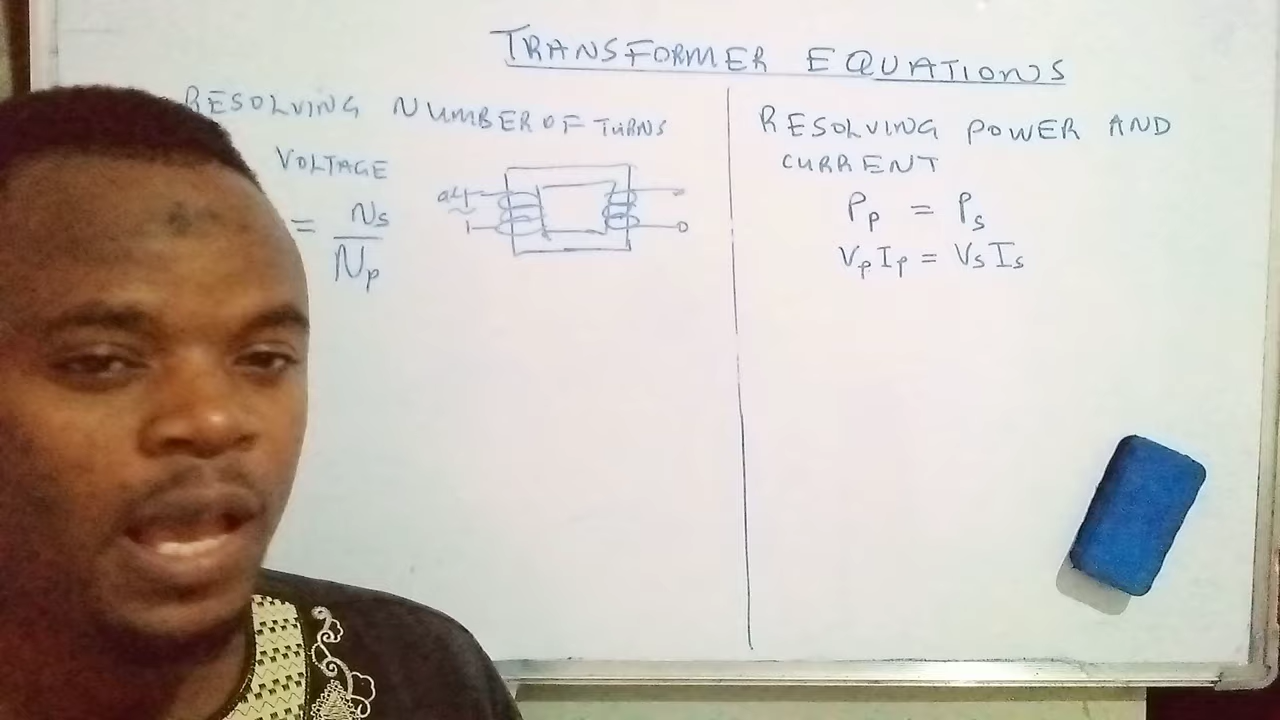 TRANSFORMER EQUATIONS
RESOLVING NUMBER OF TURNS
VOLTAGE
= Ns
Np
RESOLVING POWER AND
CURRENT
Pp = Ps
VpIp = VsIs